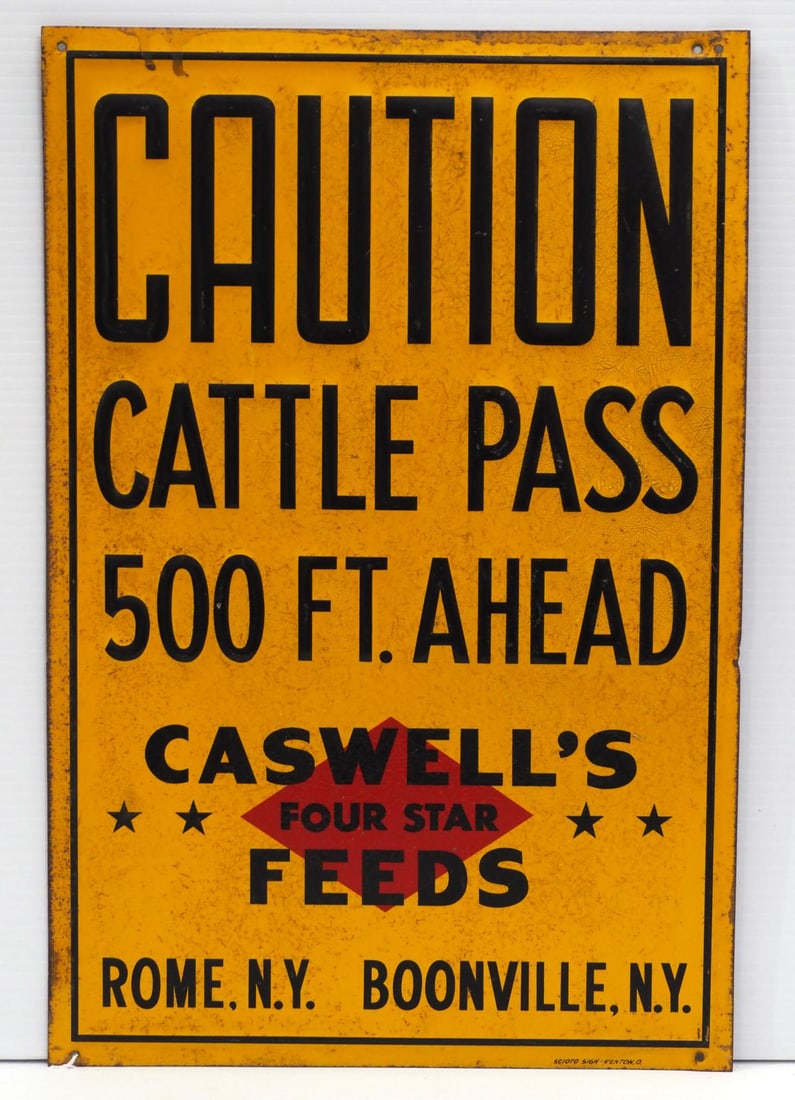 CAUTION
CATTLE PASS
500 FT. AHEAD
CASWELL'S
FOUR STAR
FEEDS
ROME, N.Y. BOONVILLE, N.Y.
SCIOTO SIGN - KENTON, O.